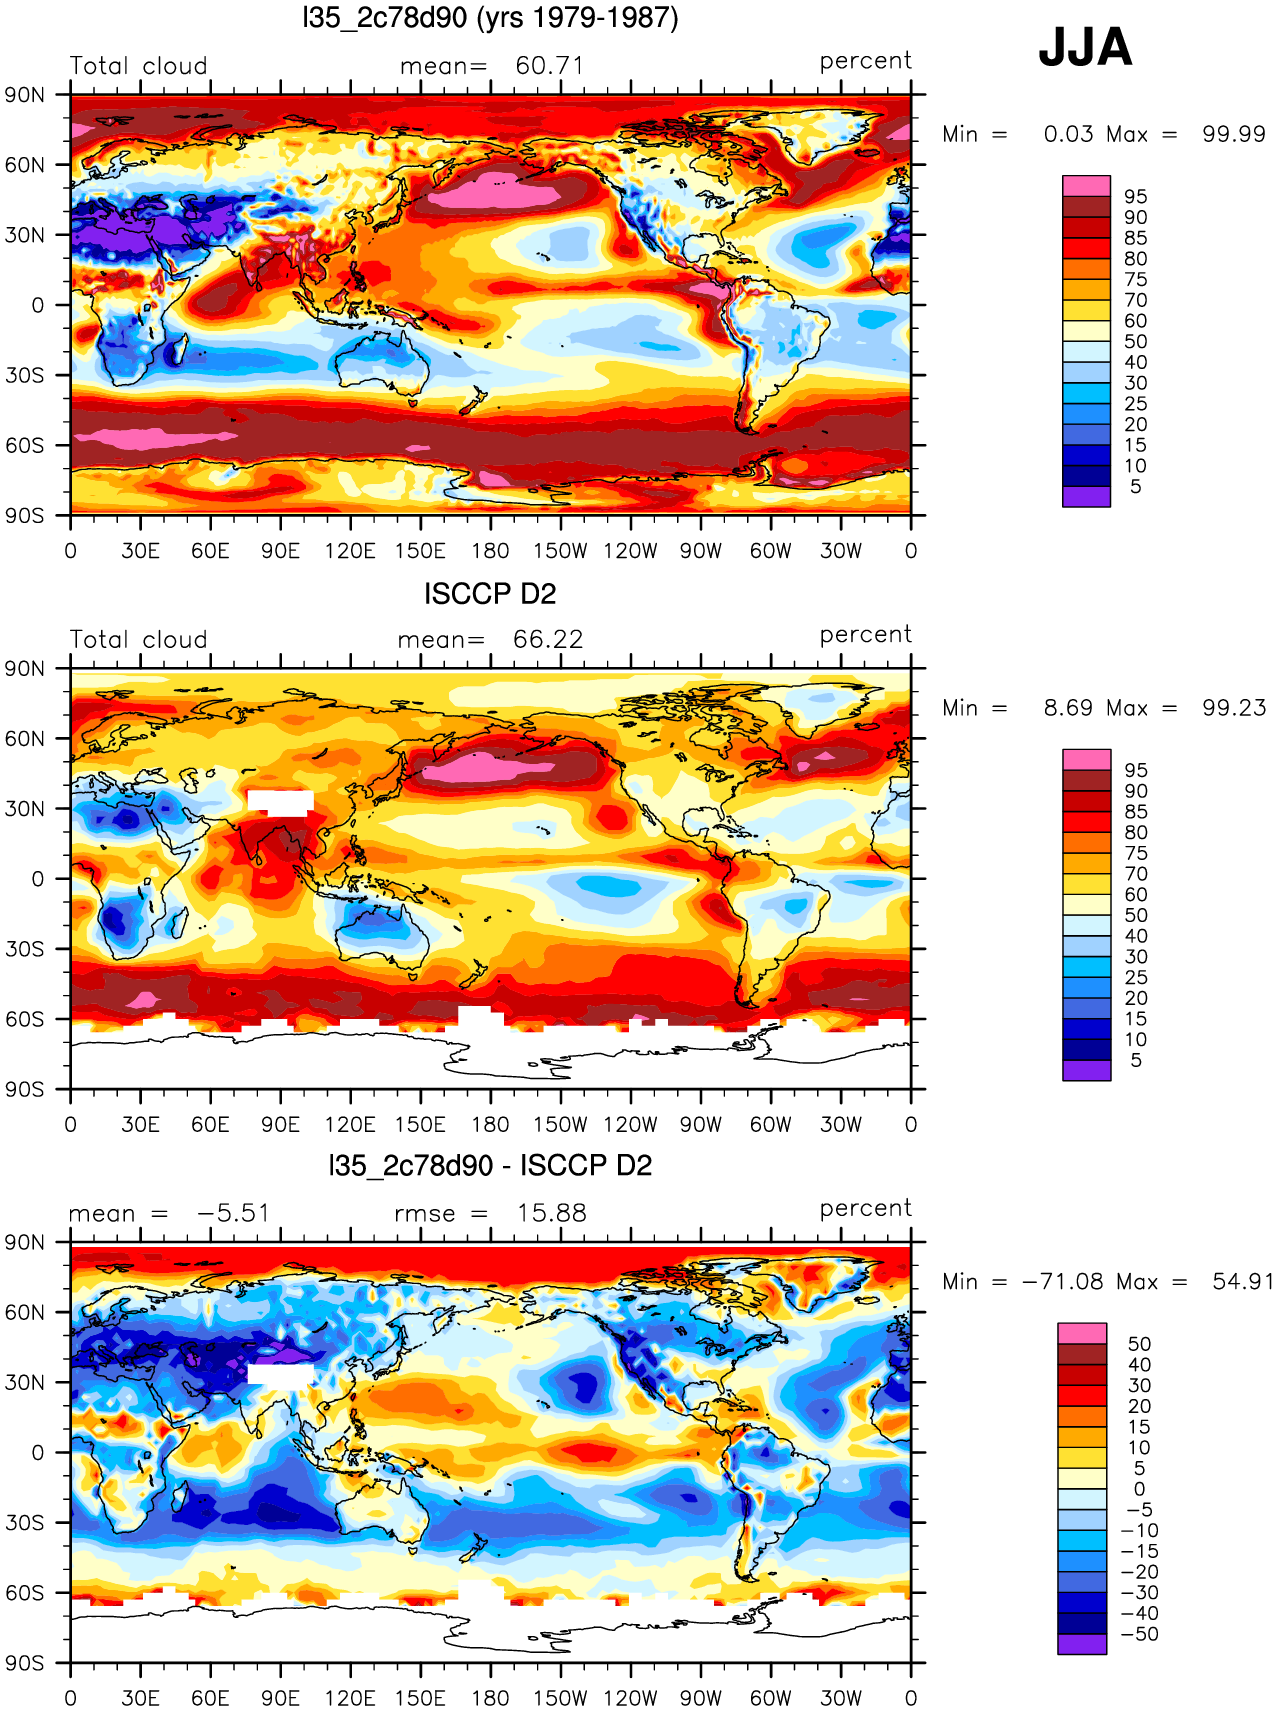 l35_2c78d90 (yrs 1979-1987)
JJA
Total cloud mean= 60.71 percent
Min = 0.03 Max = 99.99
90N
60N
30N
0
30S
60S
90S
0 30E 60E 90E 120E 150E 180 150W 120W 90W 60W 30W 0
95
90
85
80
75
70
60
50
40
30
25
20
15
10
5
ISCCP D2
Total cloud mean= 66.22 percent
Min = 8.69 Max = 99.23
90N
60N
30N
0
30S
60S
90S
0 30E 60E 90E 120E 150E 180 150W 120W 90W 60W 30W 0
95
90
85
80
75
70
60
50
40
30
25
20
15
10
5
l35_2c78d90 - ISCCP D2
mean = -5.51 rmse = 15.88 percent
Min = -71.08 Max = 54.91
90N
60N
30N
0
30S
60S
90S
0 30E 60E 90E 120E 150E 180 150W 120W 90W 60W 30W 0
50
40
30
20
15
10
5
0
-5
-10
-15
-20
-30
-40
-50